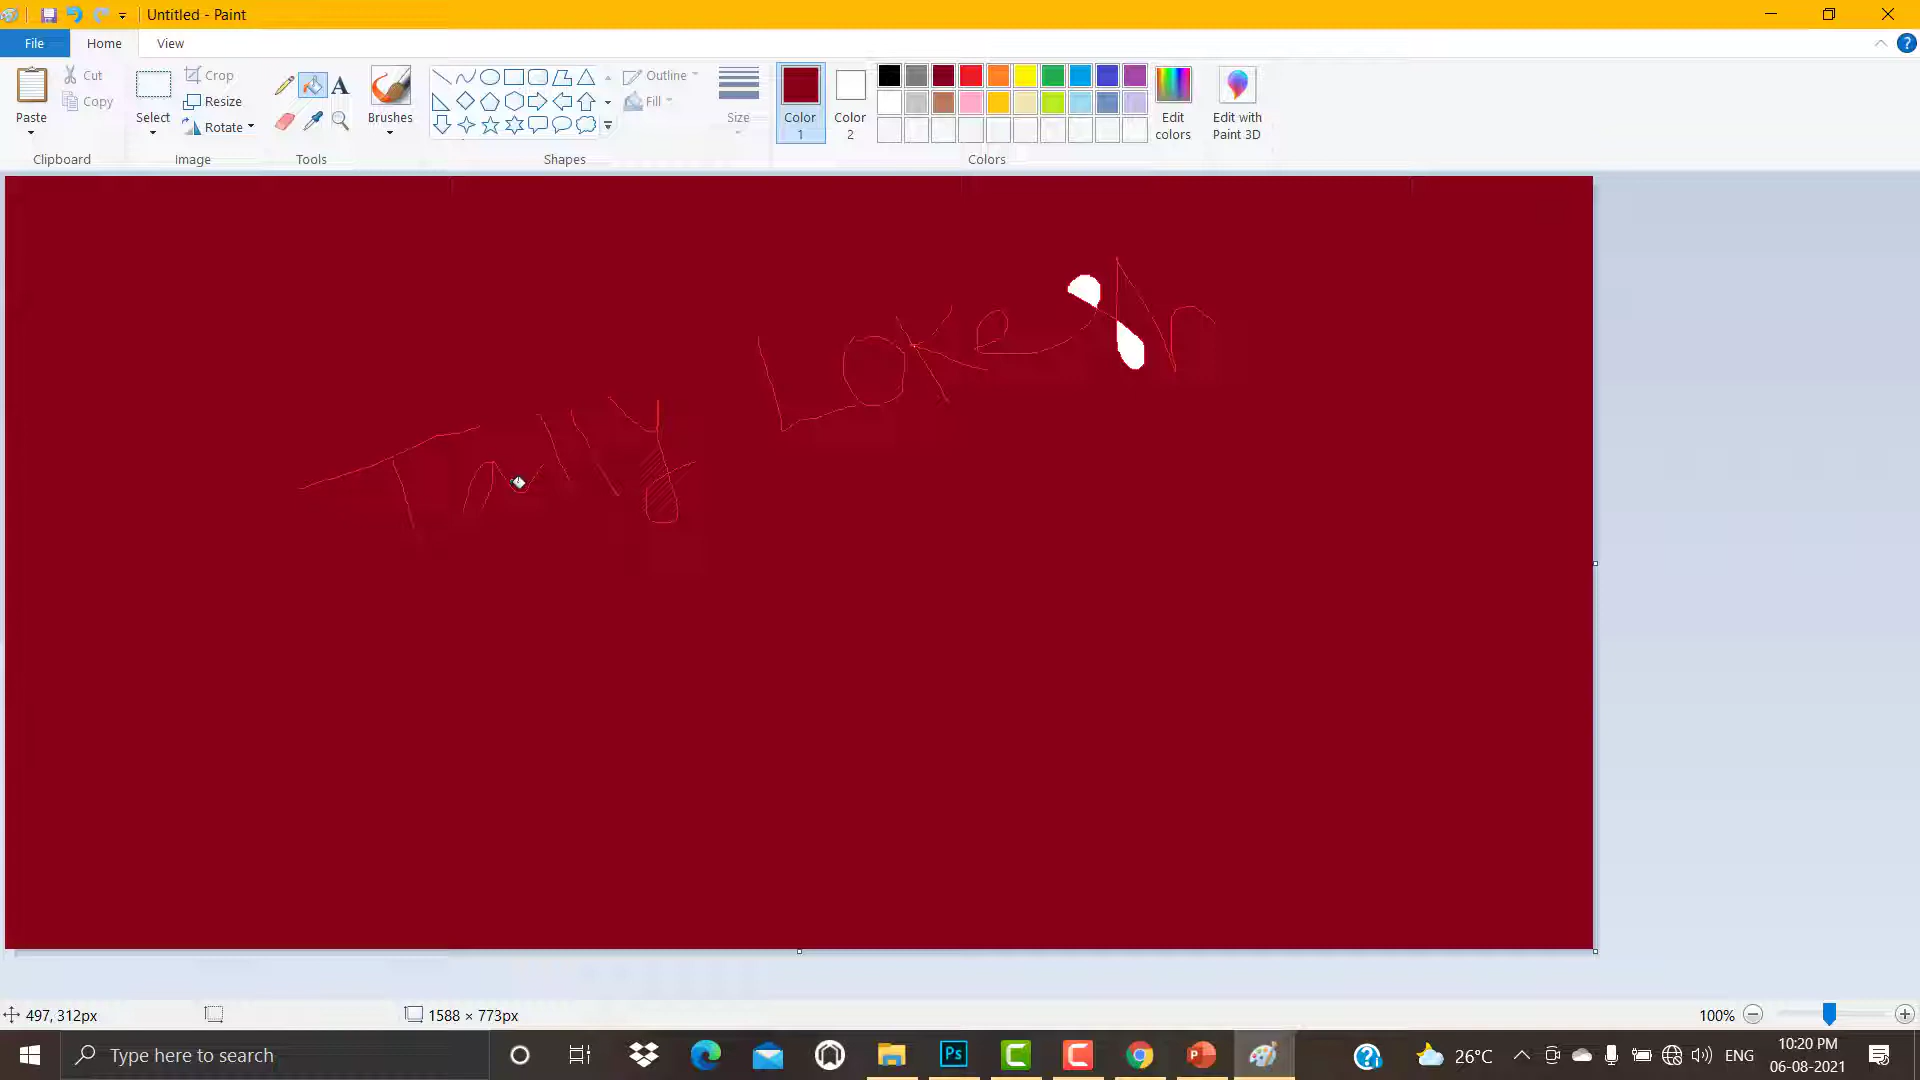 Untitled - Paint
File Home View
Paste
Cut
Copy
Clipboard
Select
Crop
Resize
Rotate
Image
A
Tools
Brushes
Shapes
Outline
Fill
Size
Color 1
Color 2
Colors
Edit colors
Edit with Paint 3D
?
Tally Lokesh
497, 312px
1588 × 773px
100%
Type here to search
Ps
26°C
ENG
10:20 PM
06-08-2021